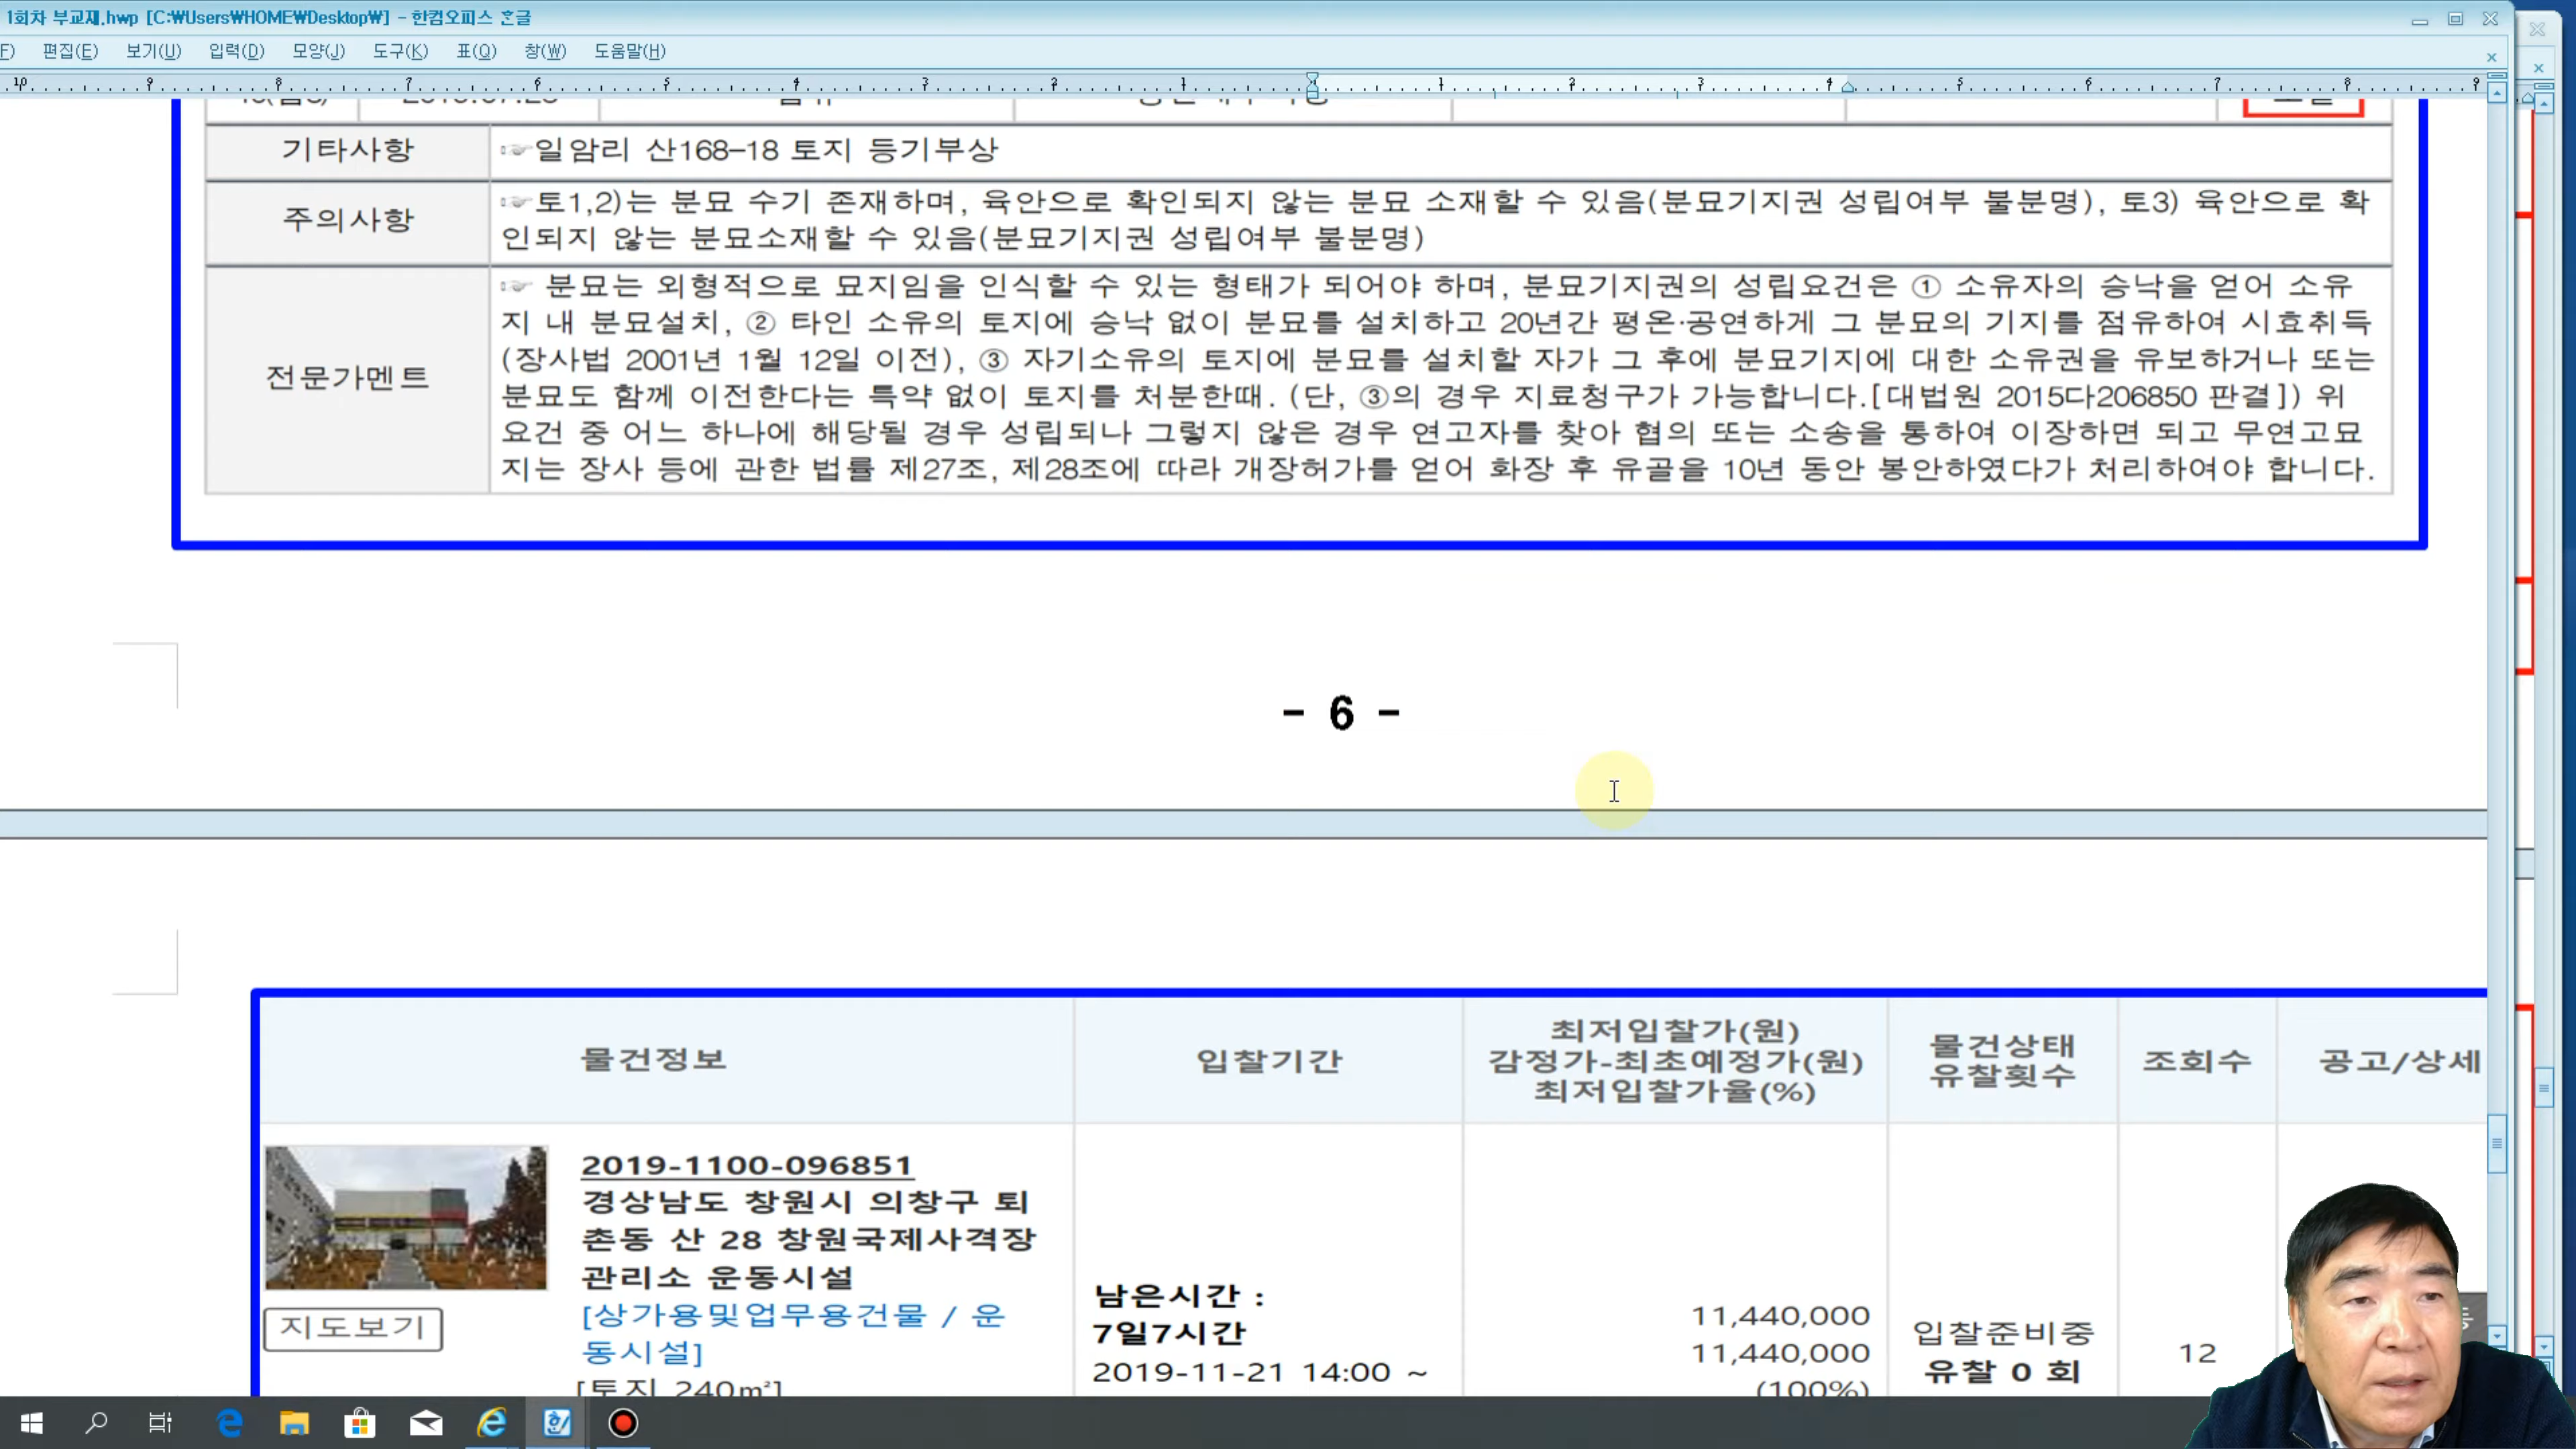 1회차 부교재.hwp [C:\Users\HOME\Desktop\] - 한컴오피스 한글
F) 편집(E) 보기(U) 입력(D) 모양(J) 도구(K) 표(Q) 창(W) 도움말(H)
10 9 8 7 6 5 4 3 2 1 1 2 3 4 5 6 7 8 9
기타사항 ☞일암리 산168-18 토지 등기부상
주의사항
☞토1,2)는 분묘 수기 존재하며, 육안으로 확인되지 않는 분묘 소재할 수 있음(분묘기지권 성립여부 불분명), 토3) 육안으로 확
인되지 않는 분묘소재할 수 있음(분묘기지권 성립여부 불분명)
전문가멘트
☞ 분묘는 외형적으로 묘지임을 인식할 수 있는 형태가 되어야 하며, 분묘기지권의 성립요건은 ① 소유자의 승낙을 얻어 소유
지 내 분묘설치, ② 타인 소유의 토지에 승낙 없이 분묘를 설치하고 20년간 평온·공연하게 그 분묘의 기지를 점유하여 시효취득
(장사법 2001년 1월 12일 이전), ③ 자기소유의 토지에 분묘를 설치할 자가 그 후에 분묘기지에 대한 소유권을 유보하거나 또는
분묘도 함께 이전한다는 특약 없이 토지를 처분한때. (단, ③의 경우 지료청구가 가능합니다.[대법원 2015다206850 판결]) 위
요건 중 어느 하나에 해당될 경우 성립되나 그렇지 않은 경우 연고자를 찾아 협의 또는 소송을 통하여 이장하면 되고 무연고묘
지는 장사 등에 관한 법률 제27조, 제28조에 따라 개장허가를 얻어 화장 후 유골을 10년 동안 봉안하였다가 처리하여야 합니다.
- 6 -
물건정보
입찰기간
최저입찰가(원)
감정가-최초예정가(원)
최저입찰가율(%)
물건상태
유찰횟수
조회수
공고/상세
지도보기
2019-1100-096851
경상남도 창원시 의창구 퇴
촌동 산 28 창원국제사격장
관리소 운동시설
[상가용및업무용건물 / 운
동시설]
[토지 240㎡]
남은시간 :
7일7시간
2019-11-21 14:00 ~
11,440,000
11,440,000
(100%)
입찰준비중
유찰 0 회
12